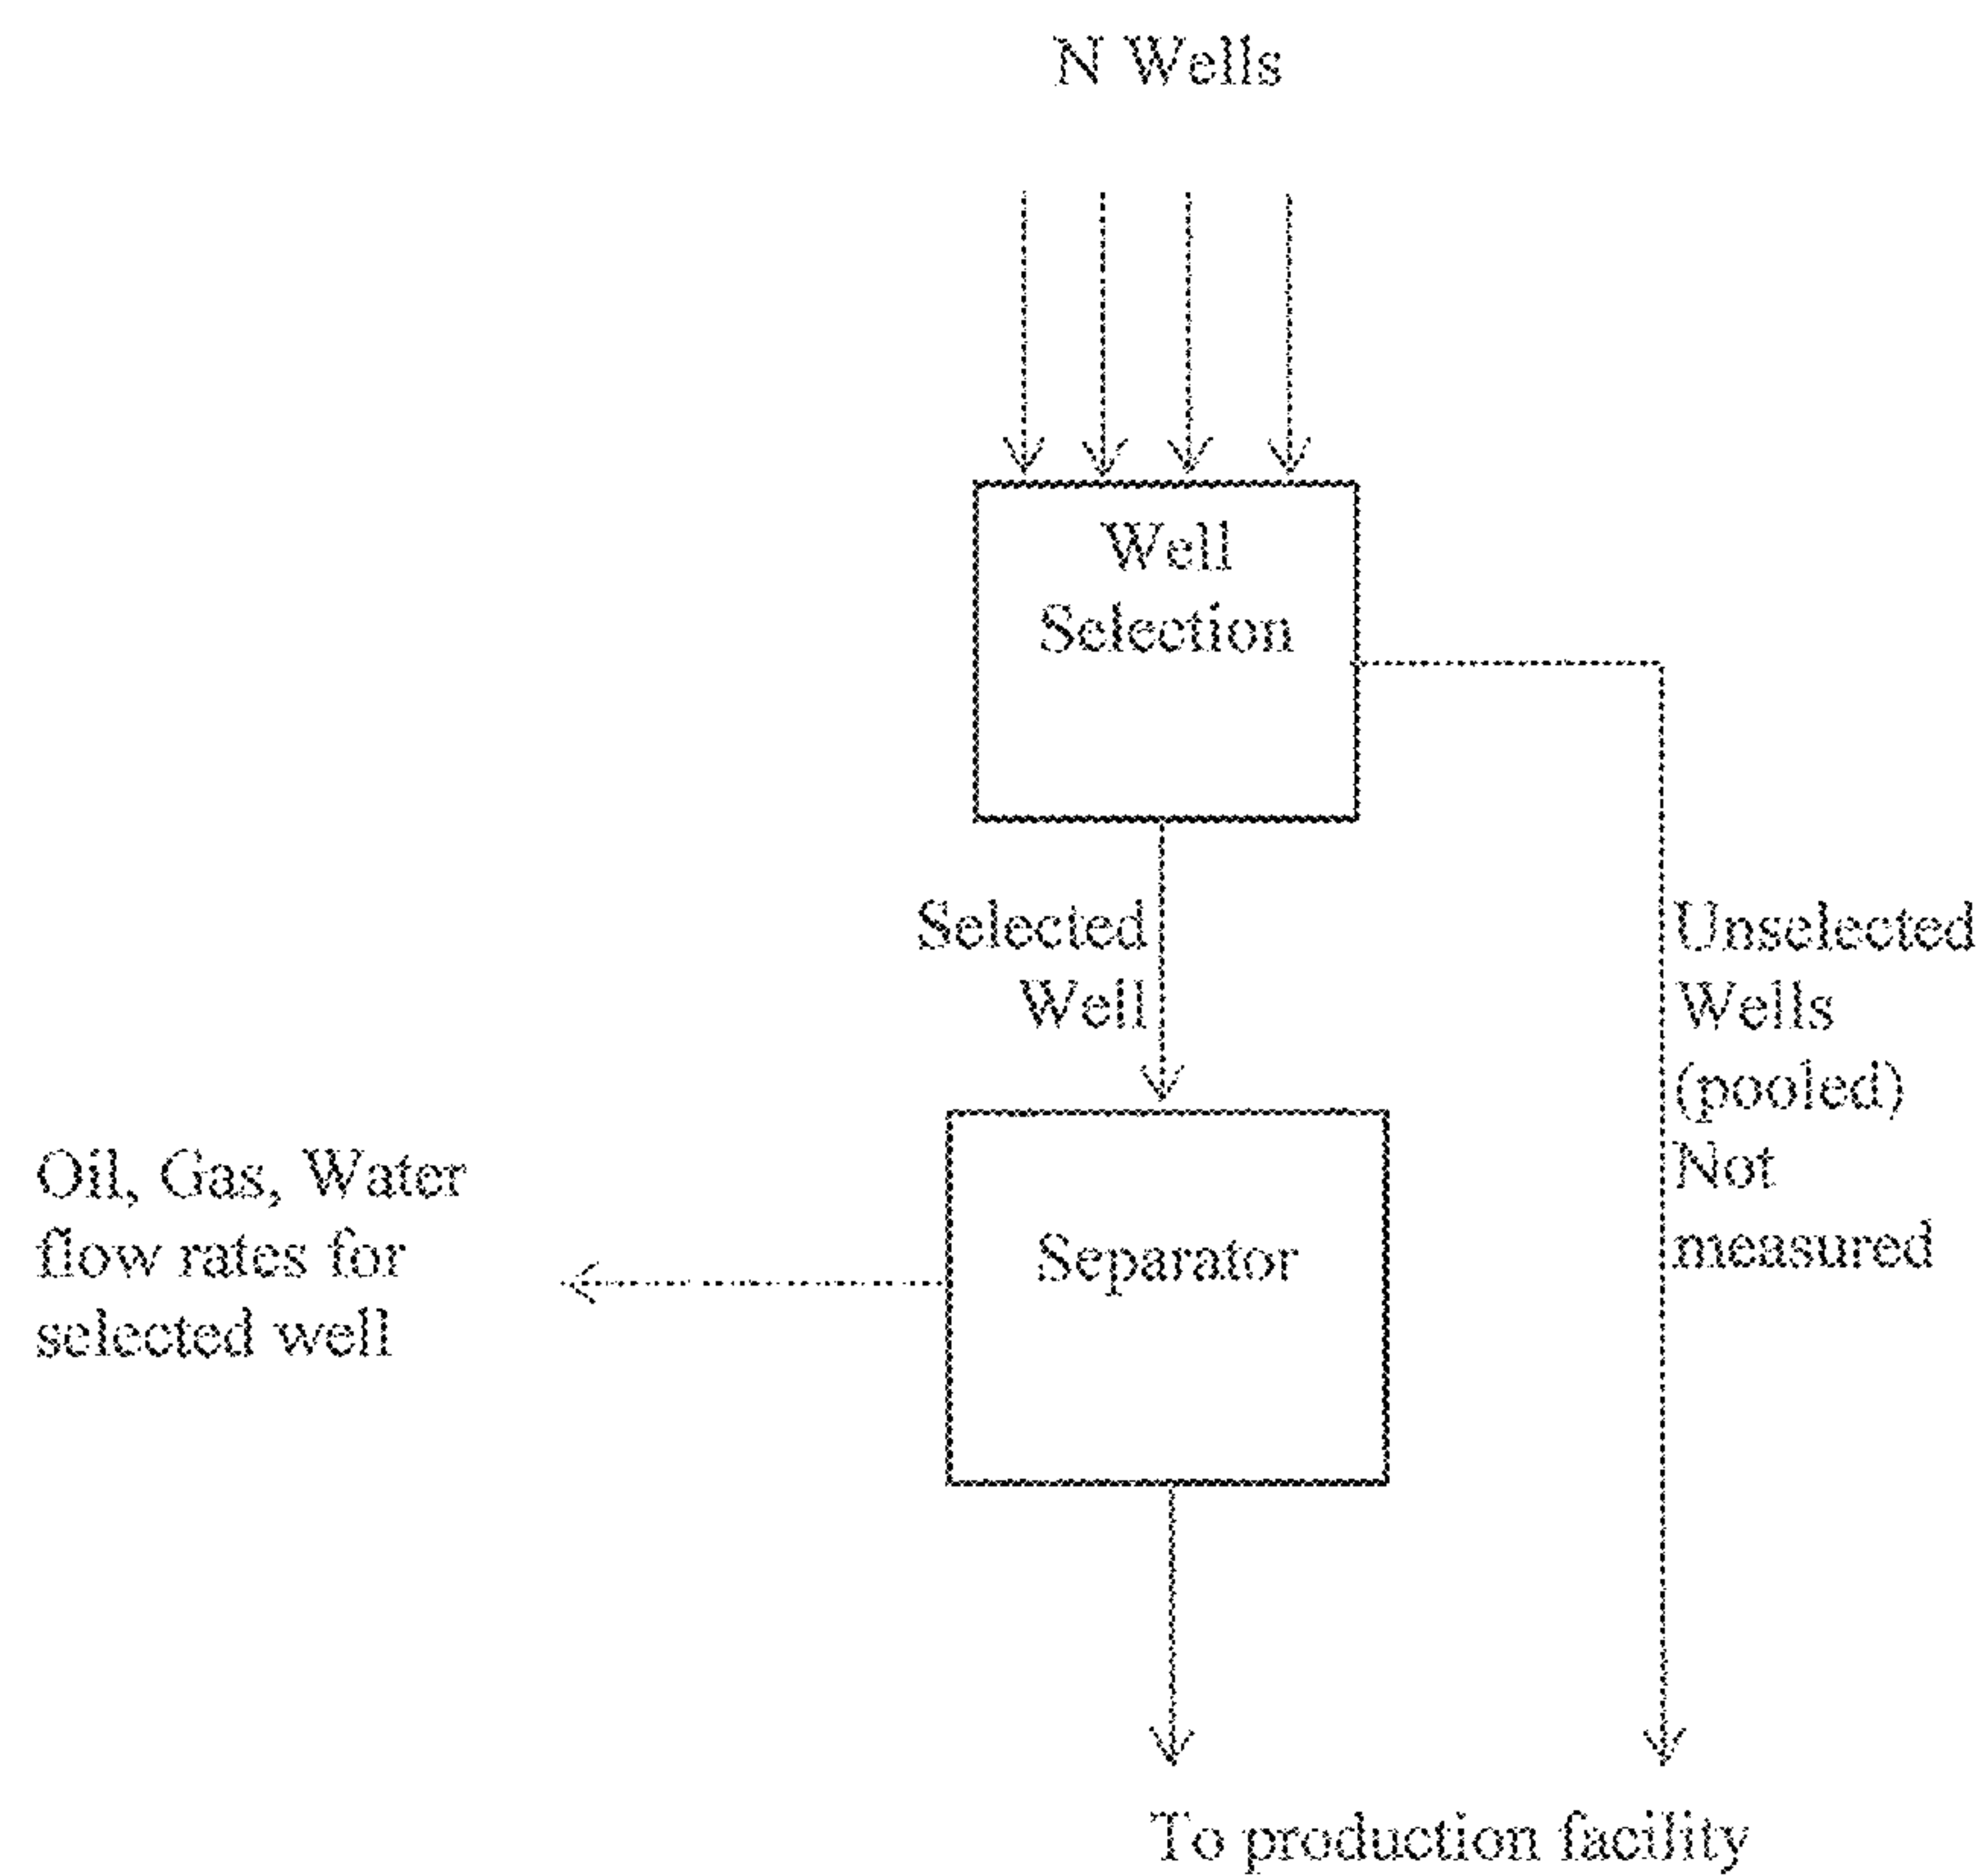 N Wells
Well
Selection
Selected
Well
Unselected
Wells
(pooled)
Not
measured
Oil, Gas, Water
flow rates for
selected well
Separator
To production facility